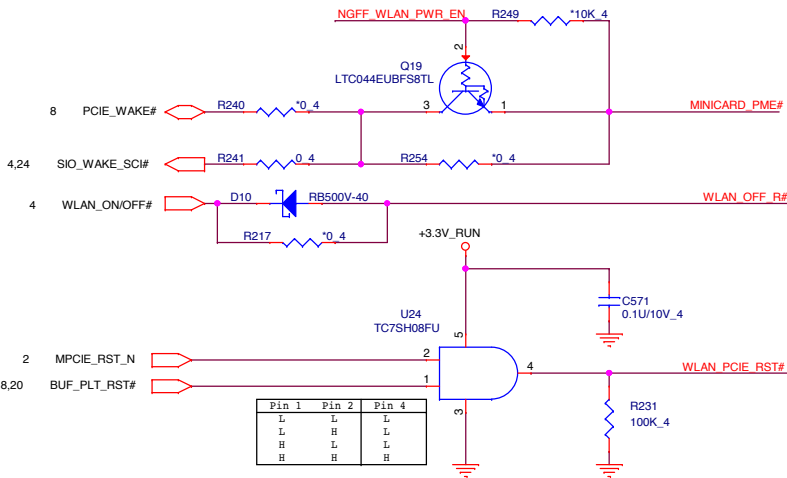 NGFF_WLAN_PWR_EN R249 *10K_4
2
Q19
LTC044EUBFS8TL
8 PCIE_WAKE# R240 *0_4 3 1 MINICARD_PME#
4,24 SIO_WAKE_SCI# R241 0_4 R254 *0_4
4 WLAN_ON/OFF# D10 RB500V-40 WLAN_OFF_R#
R217 *0_4
+3.3V_RUN
C571
0.1U/10V_4
U24
TC7SH08FU
5
2 MPCIE_RST_N 2
4 WLAN_PCIE_RST#
8,20 BUF_PLT_RST# 1
3
R231
100K_4
Pin 1 Pin 2 Pin 4
L L L
L H L
H L L
H H H